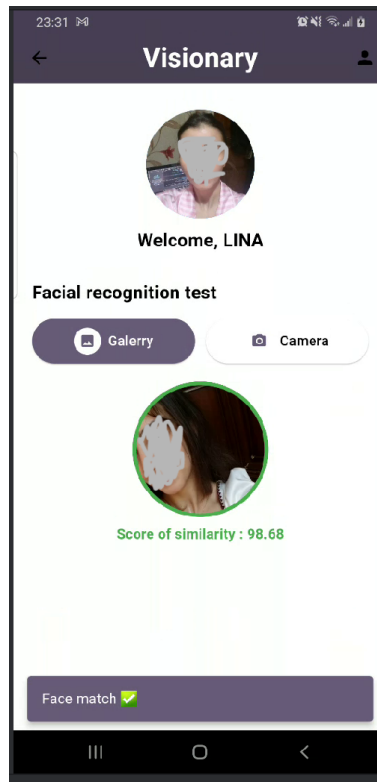 23:31
Visionary
Welcome, LINA
Facial recognition test
Galerry
Camera
Score of similarity : 98.68
Face match ✅